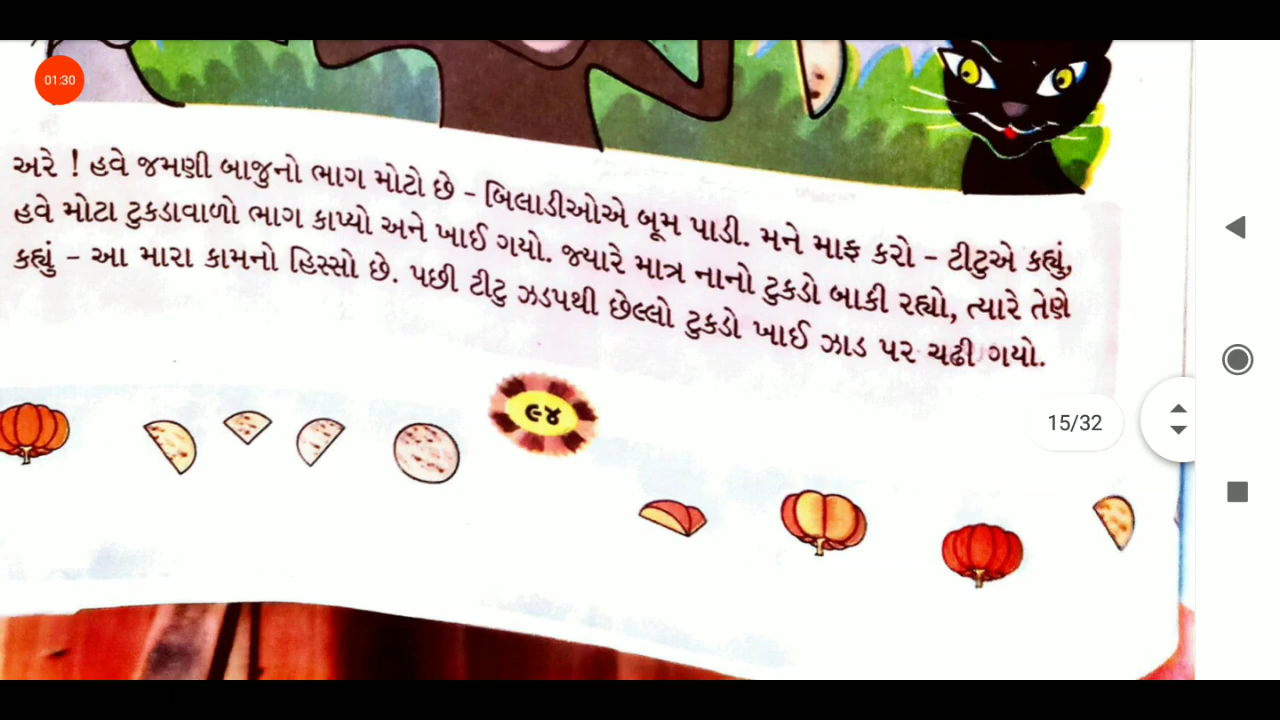 01:30
અરે ! હવે જમણી બાજુનો ભાગ મોટો છે - બિલાડીઓએ બૂમ પાડી. મને માફ કરો - ટીટુએ કહ્યું,
હવે મોટા ટુકડાવાળો ભાગ કાપ્યો અને ખાઈ ગયો. જ્યારે માત્ર નાનો ટુકડો બાકી રહ્યો, ત્યારે તેણે
કહ્યું - આ મારા કામનો હિસ્સો છે. પછી ટીટુ ઝડપથી છેલ્લો ટુકડો ખાઈ ઝાડ પર ચઢી ગયો.
૯૪
15/32